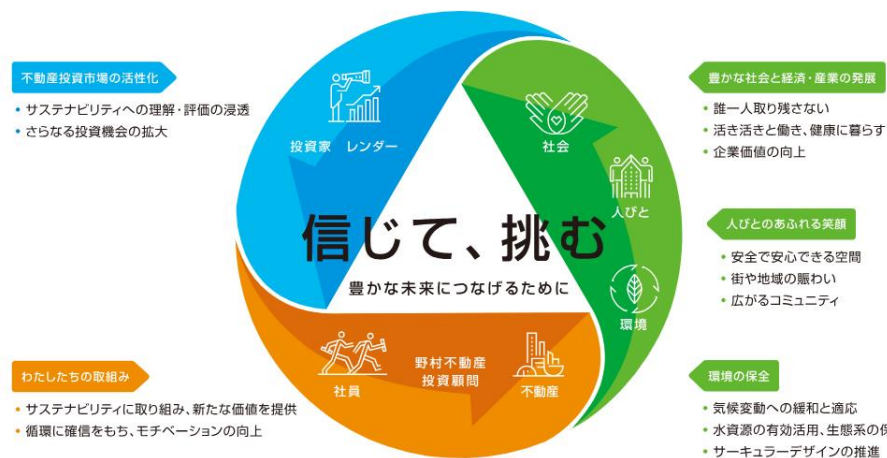 不動産投資市場の活性化
• サステナビリティへの理解・評価の浸透
• さらなる投資機会の拡大
投資家 レンダー
社会
人びと
環境
信じて、挑む
豊かな未来につなげるために
社員
野村不動産
投資顧問
不動産
わたしたちの取組み
• サステナビリティに取り組み、新たな価値を提供
• 循環に確信をもち、モチベーションの向上
豊かな社会と経済・産業の発展
• 誰一人取り残さない
• 活き活きと働き、健康に暮らす
• 企業価値の向上
人びとのあふれる笑顔
• 安全で安心できる空間
• 街や地域の賑わい
• 広がるコミュニティ
環境の保全
• 気候変動への緩和と適応
• 水資源の有効活用、生態系の
• サーキュラーデザインの推進